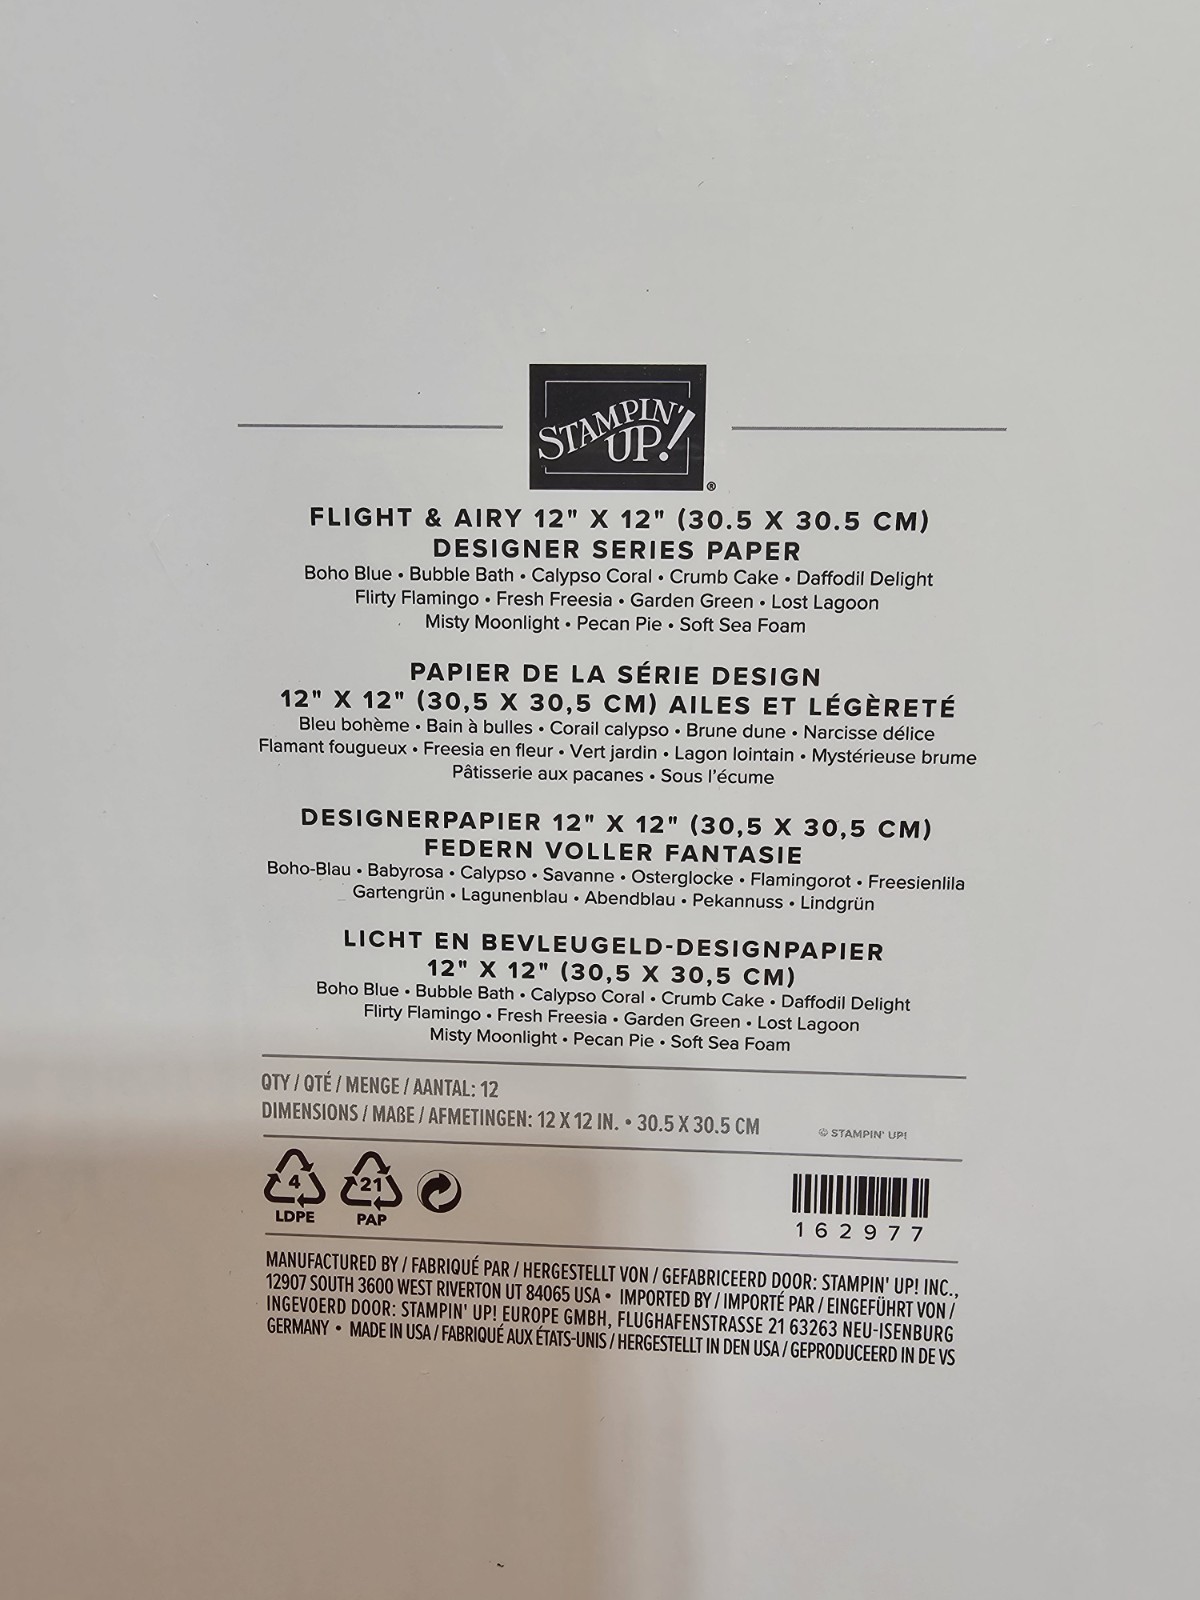 STAMPIN' UP!
®
FLIGHT & AIRY 12" X 12" (30.5 X 30.5 CM)
DESIGNER SERIES PAPER
Boho Blue • Bubble Bath • Calypso Coral • Crumb Cake • Daffodil Delight
Flirty Flamingo • Fresh Freesia • Garden Green • Lost Lagoon
Misty Moonlight • Pecan Pie • Soft Sea Foam
PAPIER DE LA SÉRIE DESIGN
12" X 12" (30,5 X 30,5 CM) AILES ET LÉGÈRETÉ
Bleu bohème • Bain à bulles • Corail calypso • Brune dune • Narcisse délice
Flamant fougueux • Freesia en fleur • Vert jardin • Lagon lointain • Mystérieuse brume
Pâtisserie aux pacanes • Sous l'écume
DESIGNERPAPIER 12" X 12" (30,5 X 30,5 CM)
FEDERN VOLLER FANTASIE
Boho-Blau • Babyrosa • Calypso • Savanne • Osterglocke • Flamingorot • Freesienlila
Gartengrün • Lagunenblau • Abendblau • Pekannuss • Lindgrün
LICHT EN BEVLEUGELD-DESIGNPAPIER
12" X 12" (30,5 X 30,5 CM)
Boho Blue • Bubble Bath • Calypso Coral • Crumb Cake • Daffodil Delight
Flirty Flamingo • Fresh Freesia • Garden Green • Lost Lagoon
Misty Moonlight • Pecan Pie • Soft Sea Foam
QTY / QTÉ / MENGE / AANTAL: 12
DIMENSIONS / MAßE / AFMETINGEN: 12 X 12 IN. • 30.5 X 30.5 CM
© STAMPIN' UP!
4 21
LDPE PAP
162977
MANUFACTURED BY / FABRIQUÉ PAR / HERGESTELLT VON / GEFABRICEERD DOOR: STAMPIN' UP! INC.,
12907 SOUTH 3600 WEST RIVERTON UT 84065 USA • IMPORTED BY / IMPORTÉ PAR / EINGEFÜHRT VON /
INGEVOERD DOOR: STAMPIN' UP! EUROPE GMBH, FLUGHAFENSTRASSE 21 63263 NEU-ISENBURG
GERMANY • MADE IN USA / FABRIQUÉ AUX ÉTATS-UNIS / HERGESTELLT IN DEN USA / GEPRODUCEERD IN DE VS